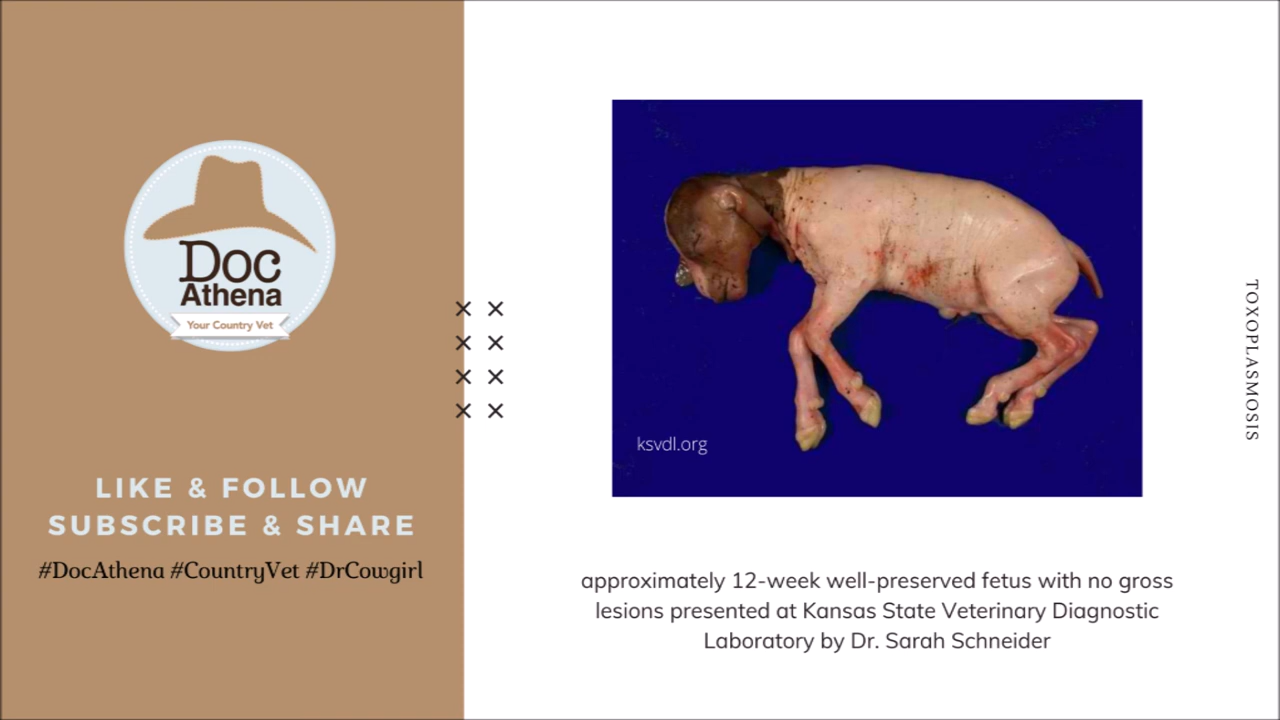 Doc
Athena
Your Country Vet
LIKE & FOLLOW
SUBSCRIBE & SHARE
#DocAthena #CountryVet #DrCowgirl
ksvdl.org
approximately 12-week well-preserved fetus with no gross
lesions presented at Kansas State Veterinary Diagnostic
Laboratory by Dr. Sarah Schneider
TOXOPLASMOSIS